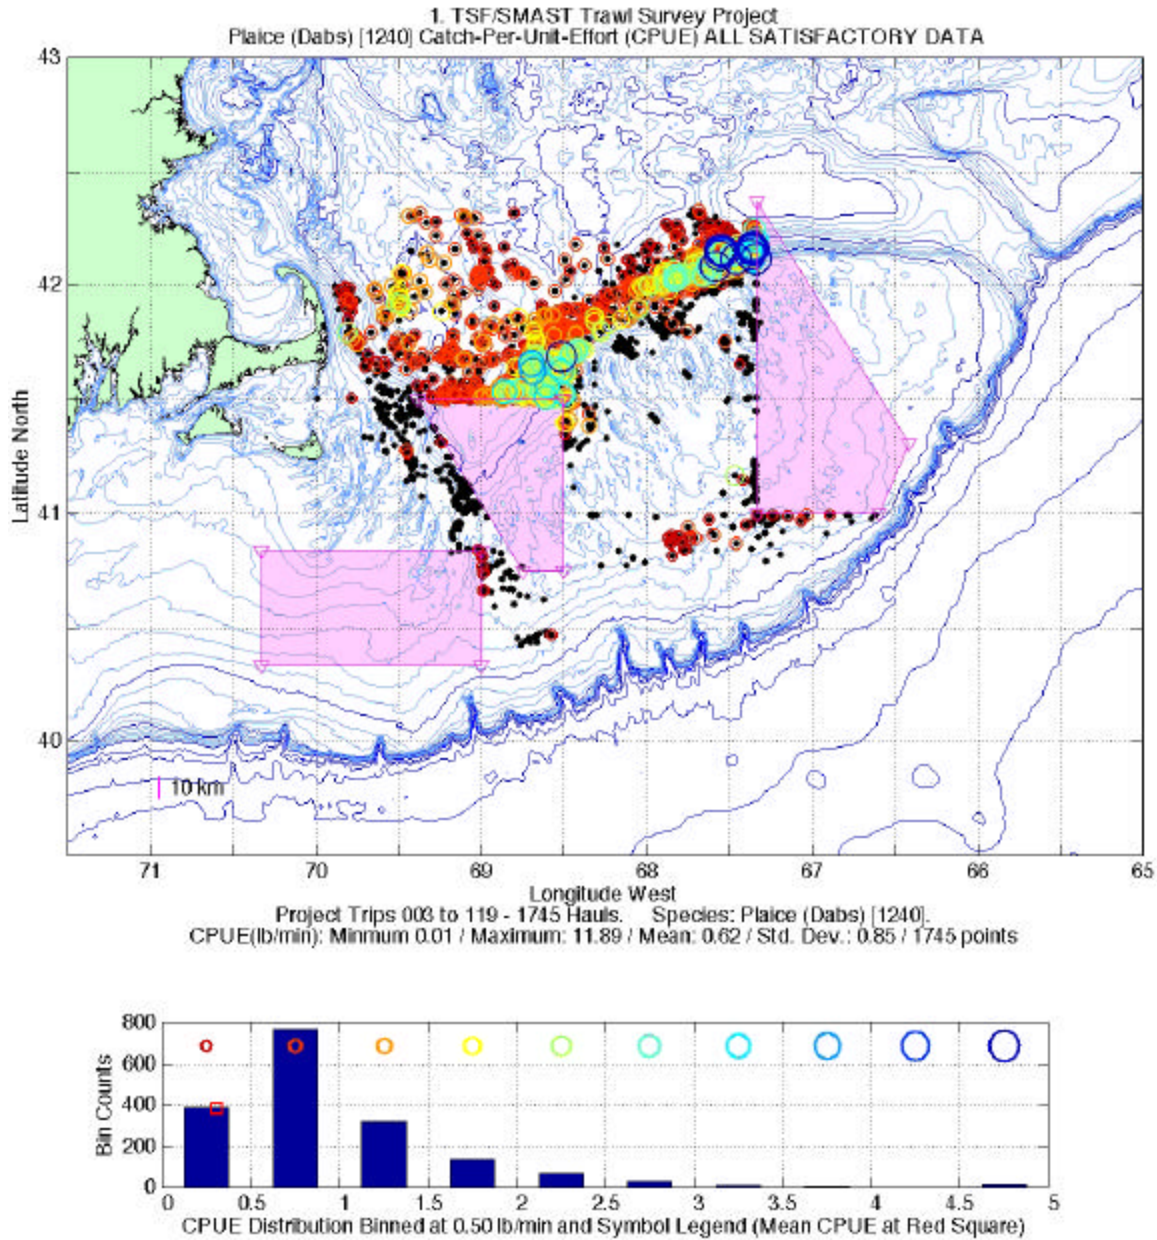 1. TSF/SMAST Trawl Survey Project
Plaice (Dabs) [1240] Catch-Per-Unit-Effort (CPUE) ALL SATISFACTORY DATA
43
42
41
40
Latitude North
10 km
71 70 69 68 67 66 65
Longitude West
Project Trips 003 to 119 - 1745 Hauls. Species: Plaice (Dabs) [1240].
CPUE(lb/min): Minmum 0.01 / Maximum: 11.89 / Mean: 0.62 / Std. Dev.: 0.85 / 1745 points
800
600
400
200
0
Bin Counts
0 0.5 1 1.5 2 2.5 3 3.5 4 4.5 5
CPUE Distribution Binned at 0.50 lb/min and Symbol Legend (Mean CPUE at Red Square)